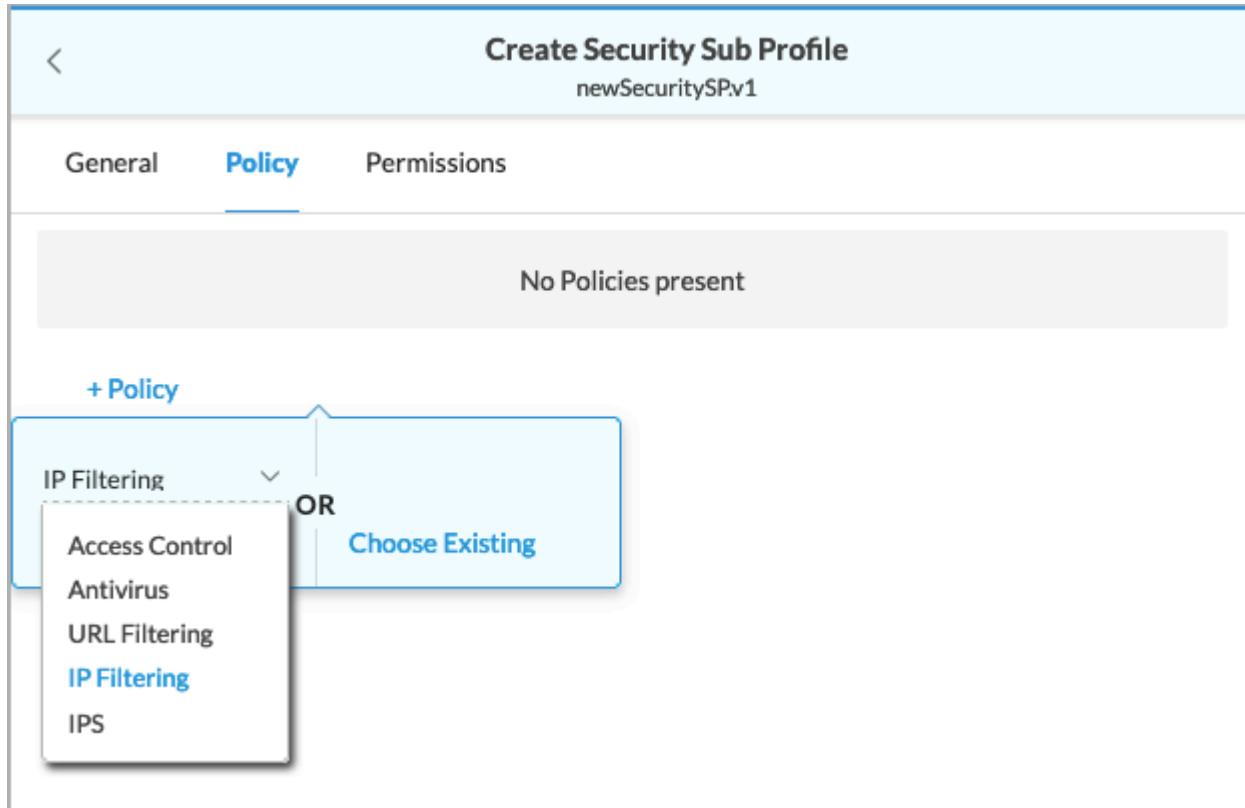 Create Security Sub Profile
newSecuritySP.v1
General Policy Permissions
No Policies present
+ Policy
IP Filtering
OR
Choose Existing
Access Control
Antivirus
URL Filtering
IP Filtering
IPS